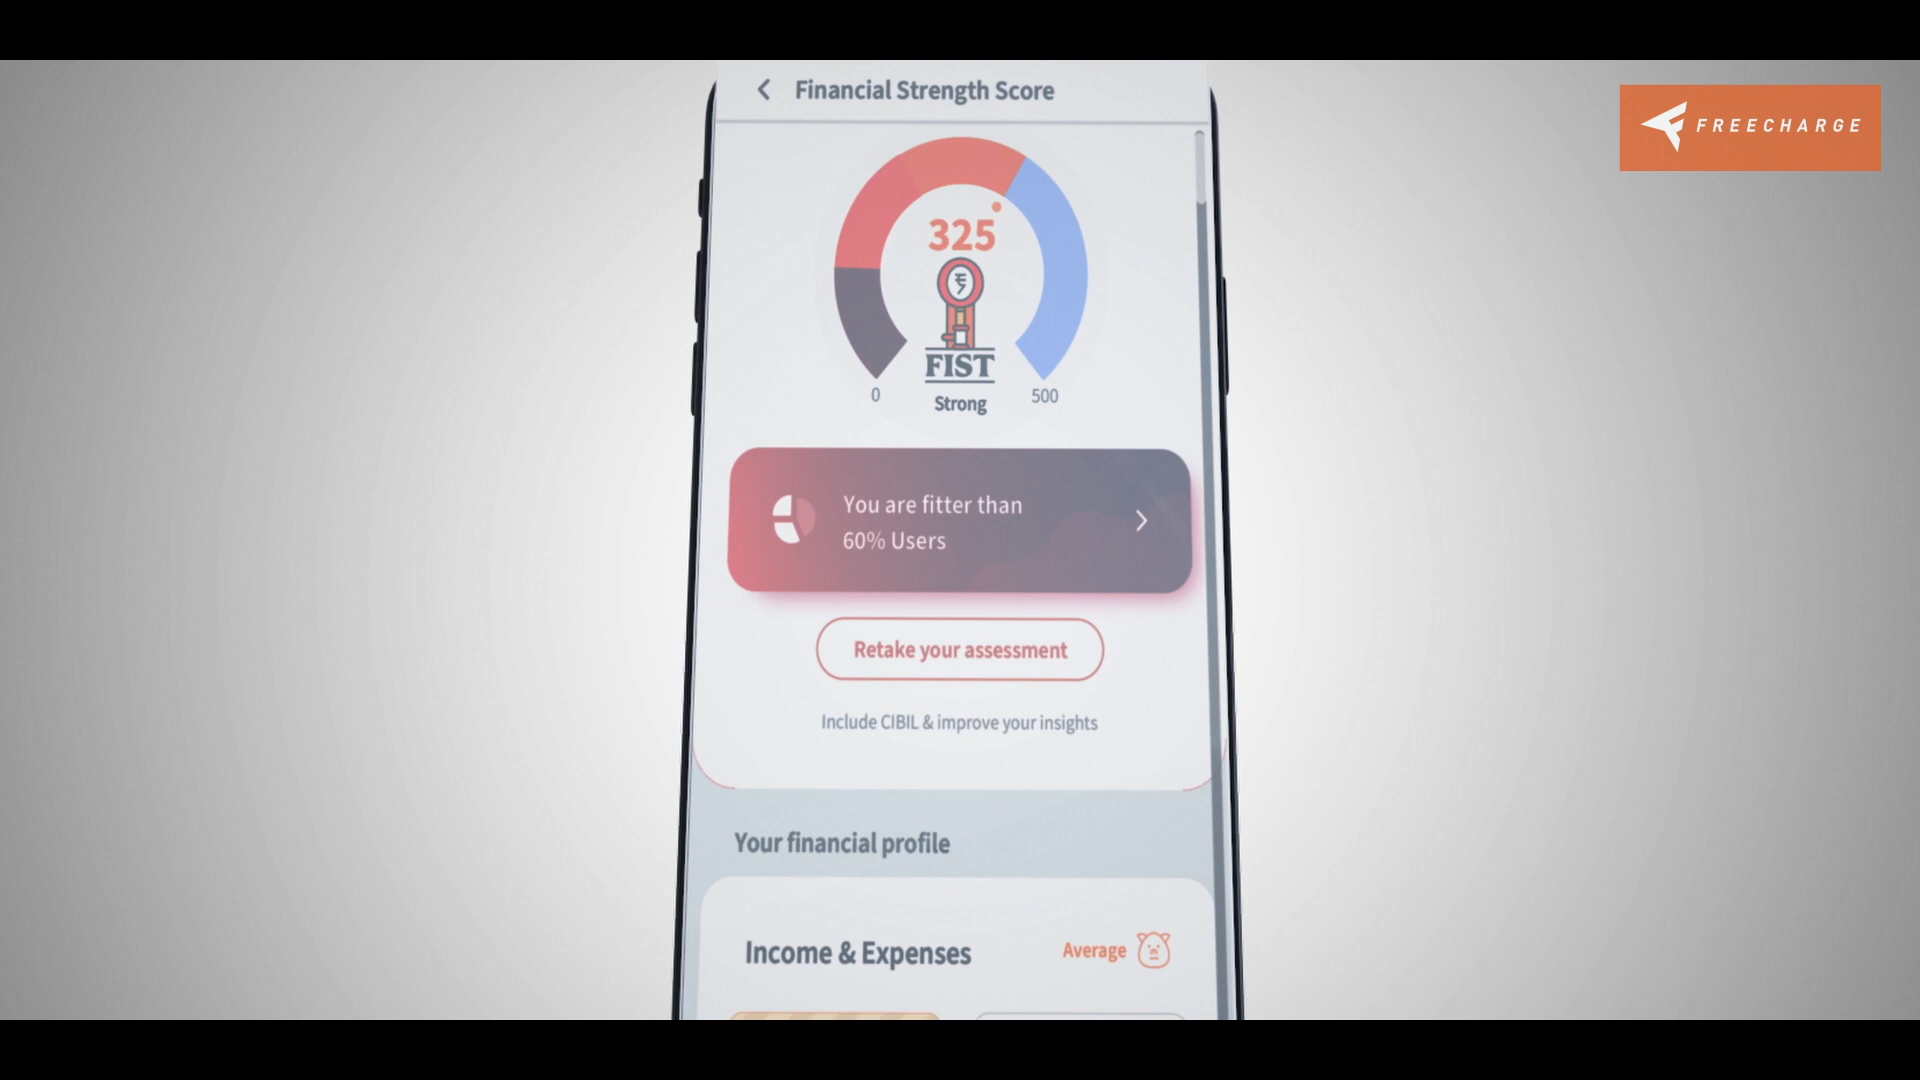 Financial Strength Score
FREECHARGE
325
₹
FIST
0
500
Strong
You are fitter than
60% Users
Retake your assessment
Include CIBIL & improve your insights
Your financial profile
Income & Expenses
Average